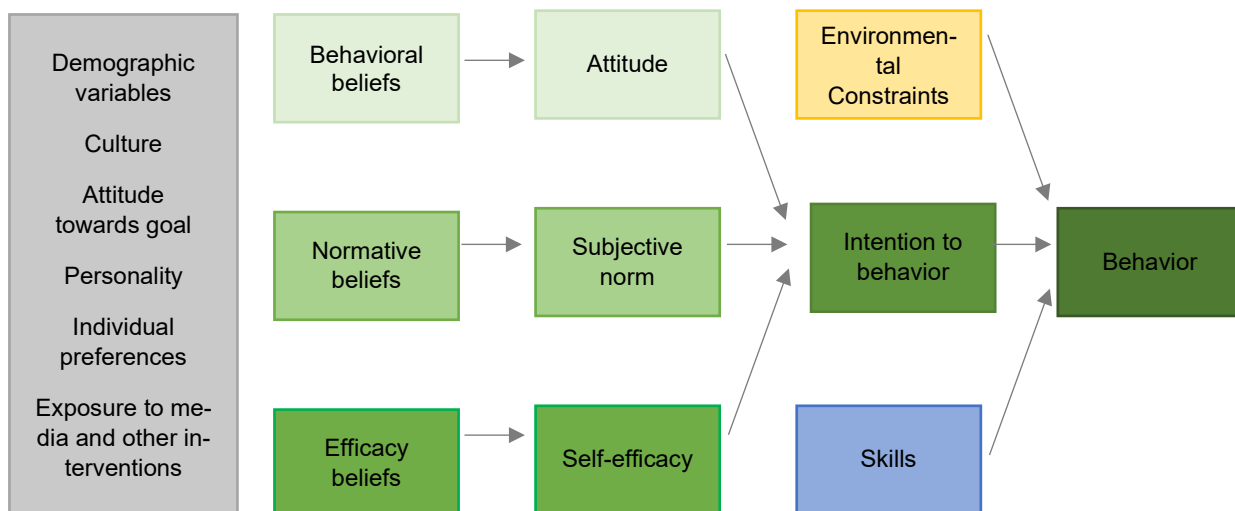 Demographic
variables
Culture
Attitude
towards goal
Personality
Individual
preferences
Exposure to me-
dia and other in-
terventions
Behavioral
beliefs
Attitude
Environmen-
tal
Constraints
Normative
beliefs
Subjective
norm
Intention to
behavior
Behavior
Efficacy
beliefs
Self-efficacy
Skills